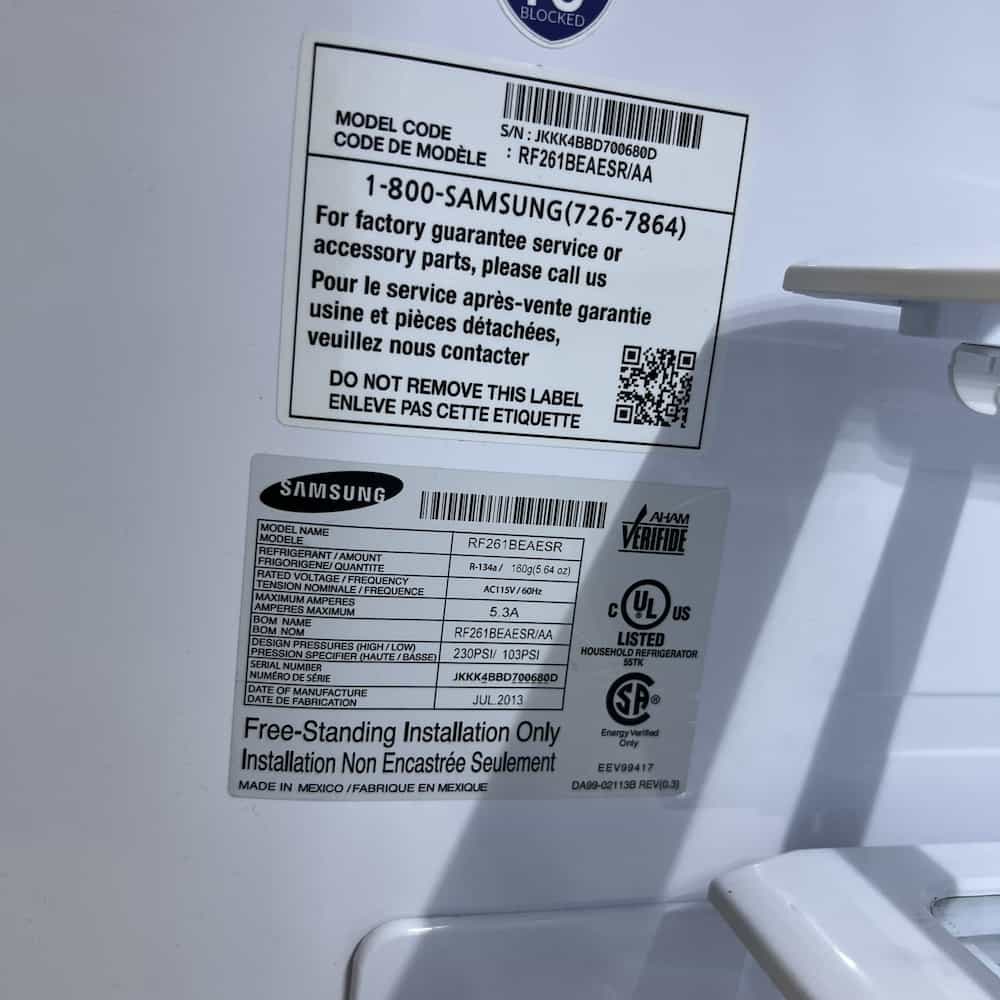 BLOCKED
S/N : JKKK4BBD700680D
MODEL CODE
CODE DE MODÈLE : RF261BEAESR/AA
1-800-SAMSUNG(726-7864)
For factory guarantee service or
accessory parts, please call us
Pour le service après-vente garantie
usine et pièces détachées,
veuillez nous contacter
DO NOT REMOVE THIS LABEL
ENLEVE PAS CETTE ETIQUETTE
SAMSUNG
MODEL NAME
MODELE
RF261BEAESR
REFRIGERANT / AMOUNT
FRIGORIGENE/ QUANTITE
R-134a / 160g(5.64 oz)
RATED VOLTAGE / FREQUENCY
TENSION NOMINALE / FREQUENCE
AC115V / 60Hz
MAXIMUM AMPERES
AMPERES MAXIMUM
5.3A
BOM NAME
BOM NOM
RF261BEAESR/AA
DESIGN PRESSURES (HIGH / LOW)
PRESSION SPECIFIER (HAUTE / BASSE)
230PSI/ 103PSI
SERIAL NUMBER
NUMÉRO DE SÉRIE
JKKK4BBD700680D
DATE OF MANUFACTURE
DATE DE FABRICATION
JUL.2013
Free-Standing Installation Only
Installation Non Encastrée Seulement
MADE IN MEXICO /FABRIQUE EN MEXIQUE
AHAM
VERIFIDE
C UL US
LISTED
HOUSEHOLD REFRIGERATOR
55TK
SA ®
Energy Verified
Only
EEV99417
DA99-02113B REV(0.3)